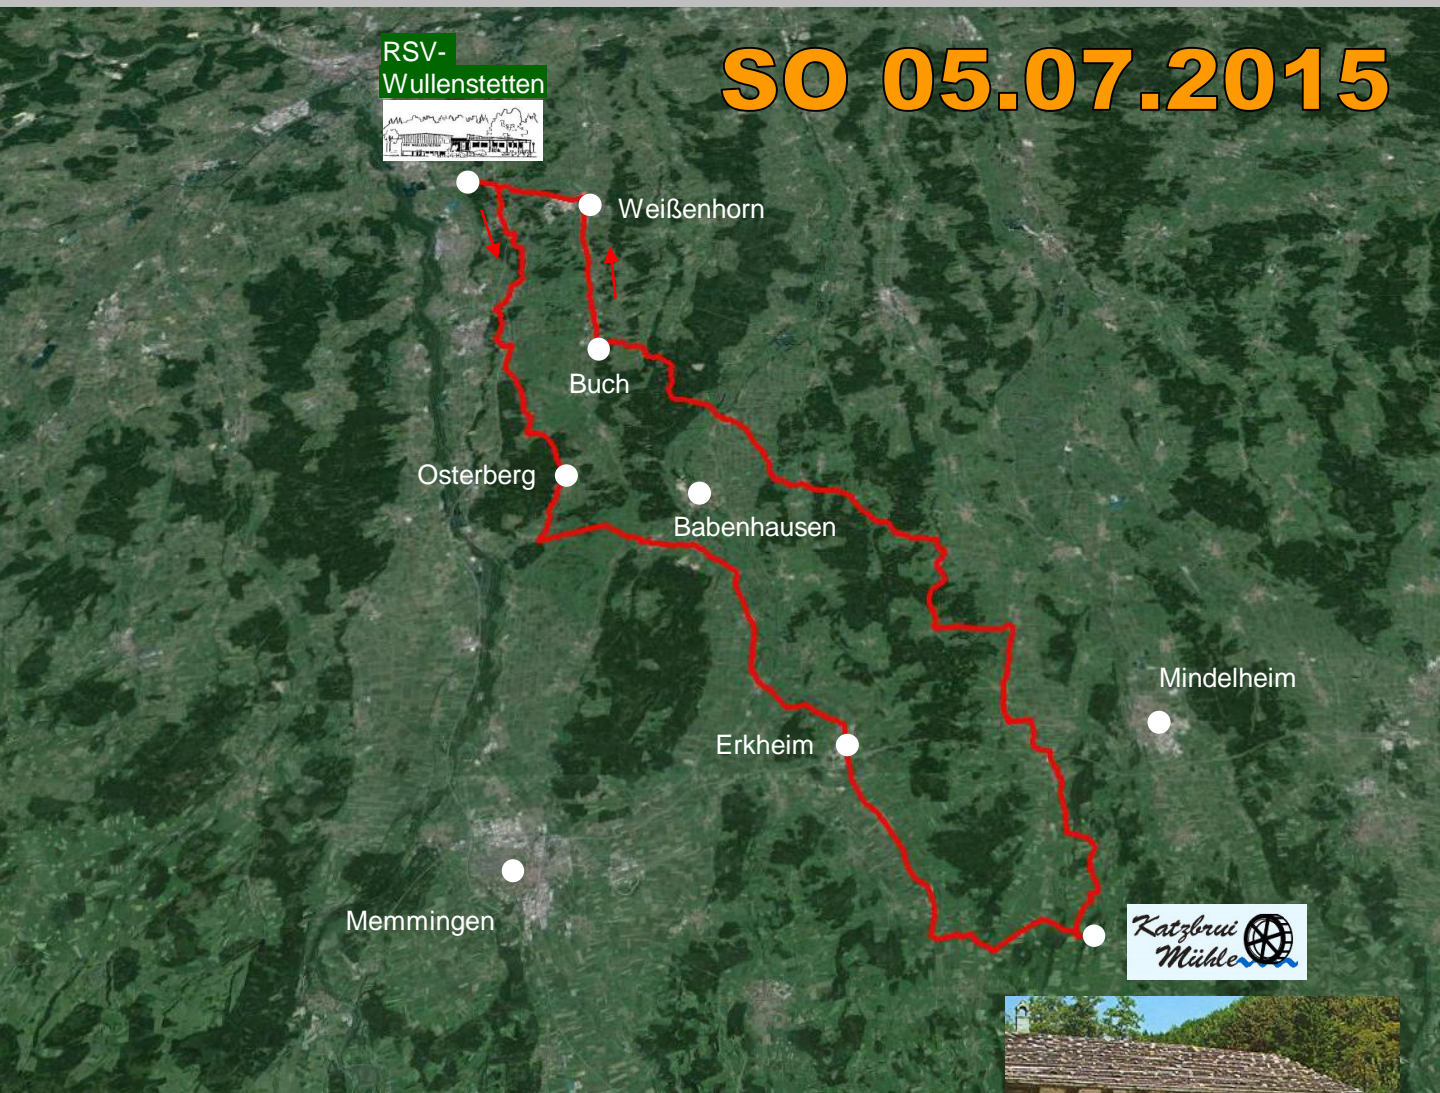 RSV-
Wullenstetten
SO 05.07.2015
Weißenhorn
Buch
Osterberg
Babenhausen
Mindelheim
Erkheim
Memmingen
Katzbrui
Mühle